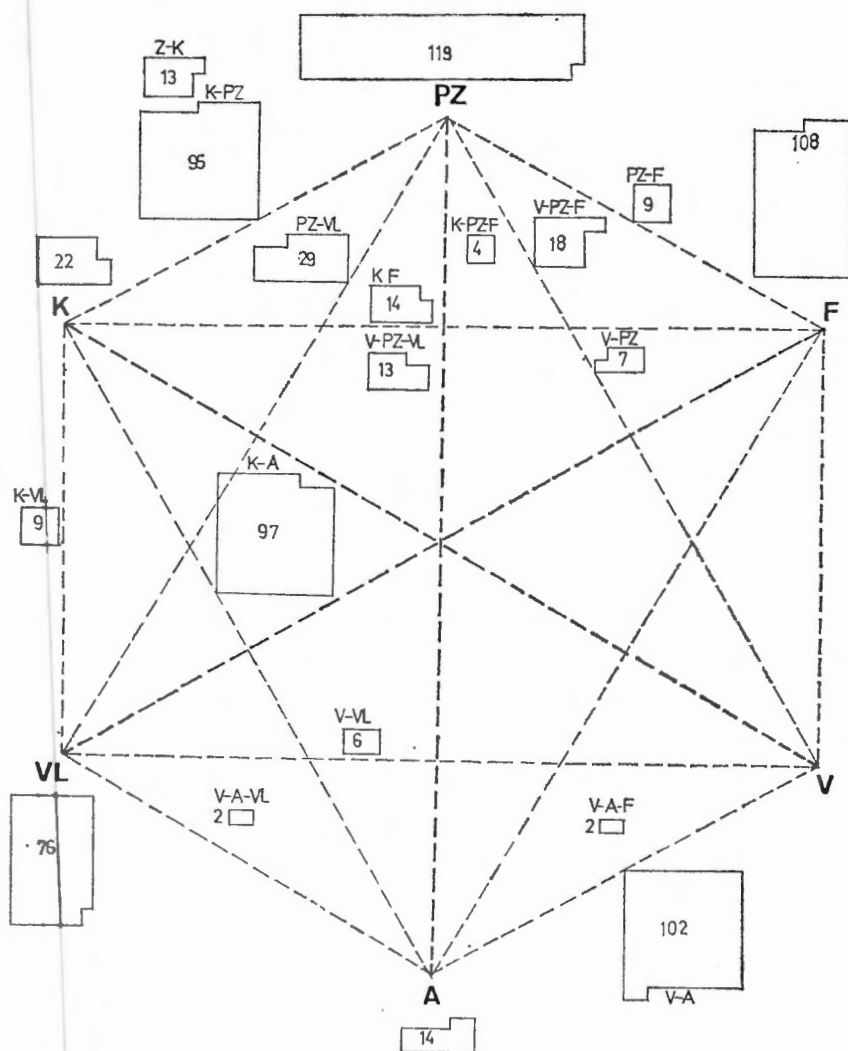 119
PZ
Z-K
13
K-PZ
95
108
PZ-F
9
PZ-VL
29
K-PZ-F
4
V-PZ-F
18
22
K
K F
14
F
V-PZ-VL
13
V-PZ
7
K-A
97
K-VL
9
V-VL
6
VL
V
76
V-A-VL
2
V-A-F
2
102
V-A
A
14